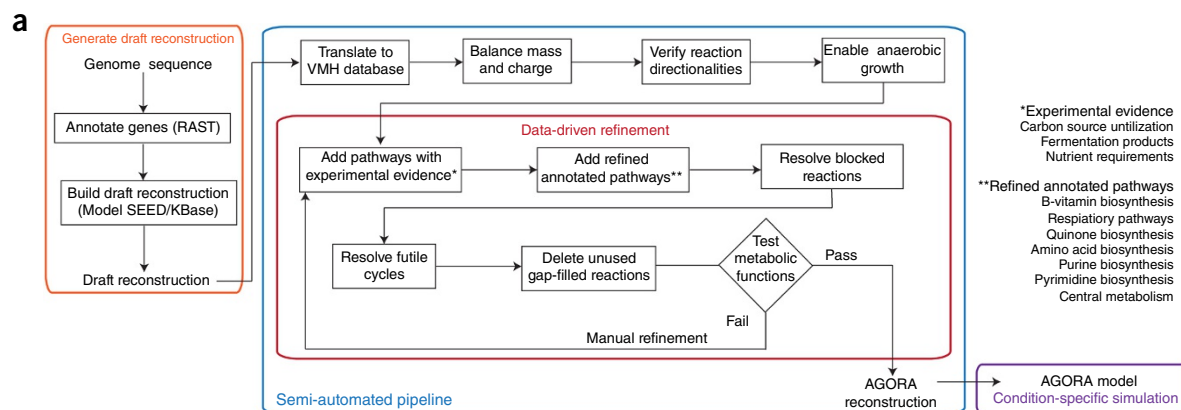 a
Generate draft reconstruction
Genome sequence
Annotate genes (RAST)
Build draft reconstruction
(Model SEED/KBase)
Draft reconstruction
Translate to
VMH database
Balance mass
and charge
Verify reaction
directionalities
Enable anaerobic
growth
Data-driven refinement
Add pathways with
experimental evidence*
Add refined
annotated pathways**
Resolve blocked
reactions
Resolve futile
cycles
Delete unused
gap-filled reactions
Test
metabolic
functions
Pass
Fail
Manual refinement
Semi-automated pipeline
AGORA
reconstruction
AGORA model
Condition-specific simulation
*Experimental evidence
Carbon source untilization
Fermentation products
Nutrient requirements
**Refined annotated pathways
B-vitamin biosynthesis
Respiatiory pathways
Quinone biosynthesis
Amino acid biosynthesis
Purine biosynthesis
Pyrimidine biosynthesis
Central metabolism